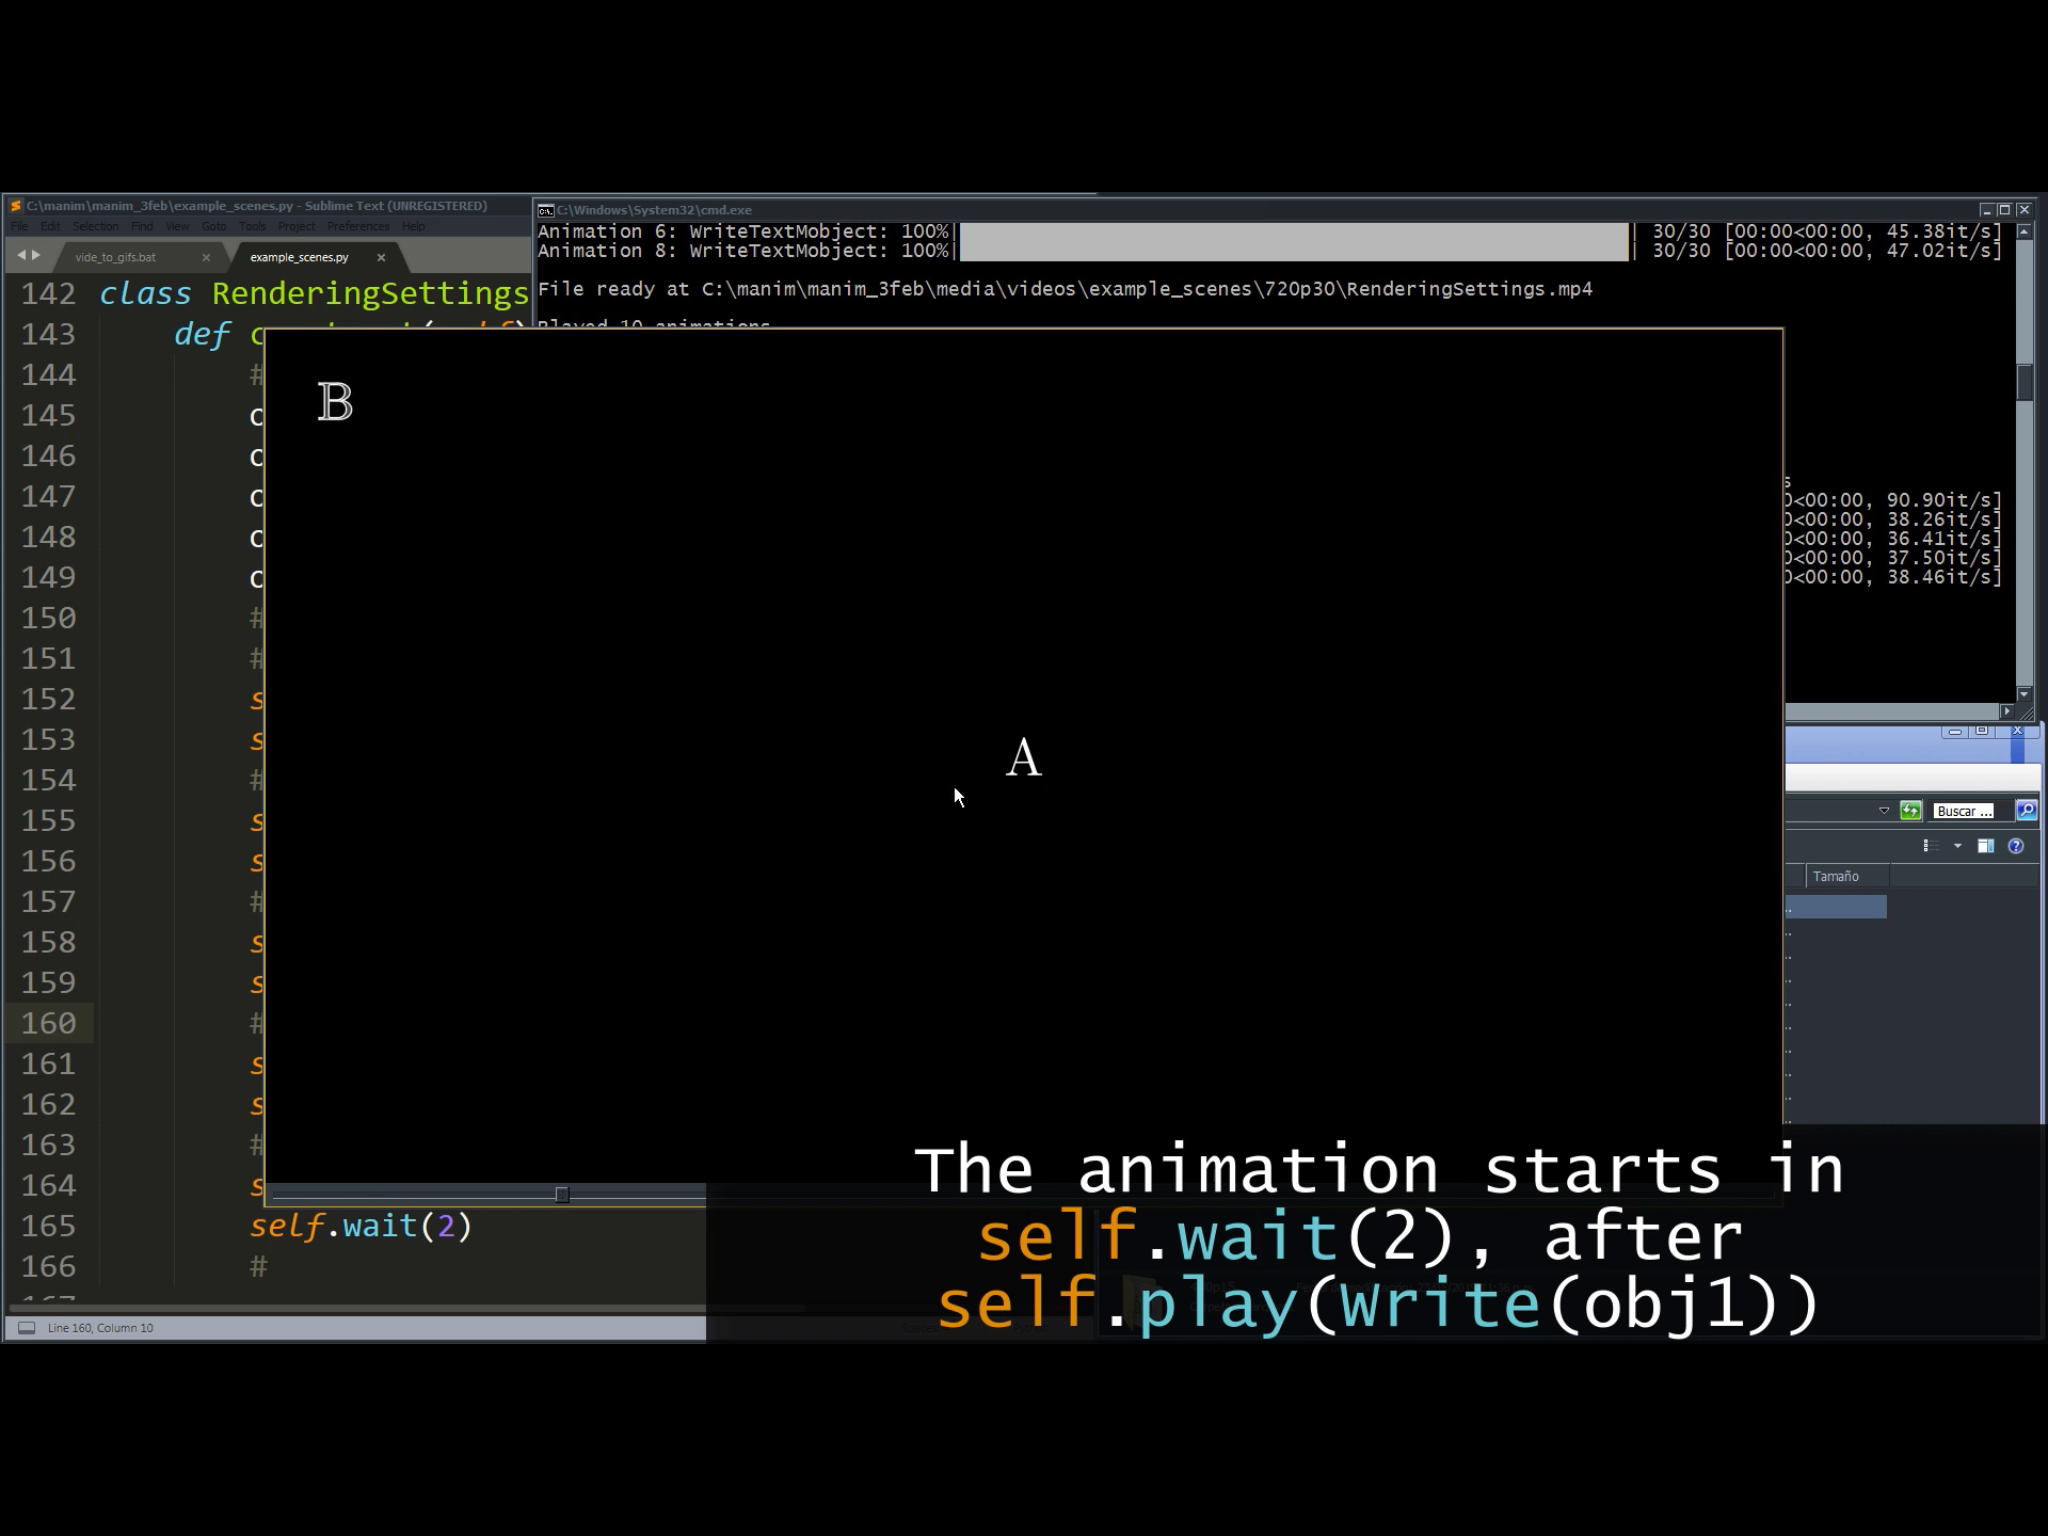 C:\manim\manim_3feb\example_scenes.py - Sublime Text (UNREGISTERED)
File Edit Selection Find View Goto Tools Project Preferences Help
vide_to_gifs.bat
example_scenes.py
142 class RenderingSettings
143 def c
144 #
145 c
146 c
147 c
148 c
149 c
150 #
151 #
152 s
153 s
154 #
155 s
156 s
157 #
158 s
159 s
160 #
161 s
162 s
163 #
164 s
165 self.wait(2)
166 #
Line 160, Column 10
C:\Windows\System32\cmd.exe
Animation 6: WriteTextMobject: 100%| | 30/30 [00:00<00:00, 45.38it/s]
Animation 8: WriteTextMobject: 100%| | 30/30 [00:00<00:00, 47.02it/s]
File ready at C:\manim\manim_3feb\media\videos\example_scenes\720p30\RenderingSettings.mp4
Played 10 animations
s
0<00:00, 90.90it/s]
0<00:00, 38.26it/s]
0<00:00, 36.41it/s]
0<00:00, 37.50it/s]
0<00:00, 38.46it/s]
B
A
Buscar ...
Tamaño
The animation starts in
self.wait(2), after
self.play(Write(obj1))